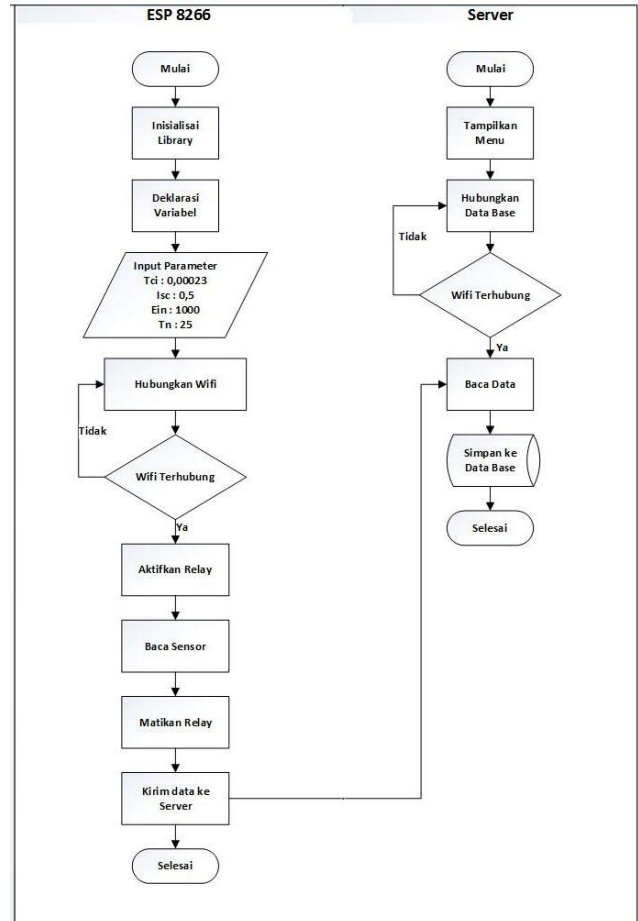 ESP 8266
Mulai
Inisialisai
Library
Deklarasi
Variabel
Input Parameter
Tci : 0,00023
Isc : 0,5
Ein : 1000
Tn : 25
Hubungkan Wifi
Tidak
Wifi Terhubung
Ya
Aktifkan Relay
Baca Sensor
Matikan Relay
Kirim data ke
Server
Selesai
Server
Mulai
Tampilkan
Menu
Hubungkan
Data Base
Tidak
Wifi Terhubung
Ya
Baca Data
Simpan ke
Data Base
Selesai